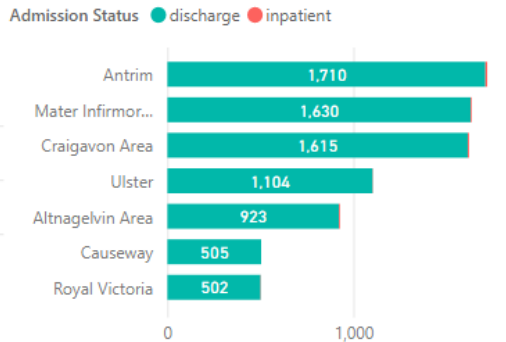 Admission Status discharge inpatient
Antrim 1,710
Mater Infirmor... 1,630
Craigavon Area 1,615
Ulster 1,104
Altnagelvin Area 923
Causeway 505
Royal Victoria 502
0 1,000